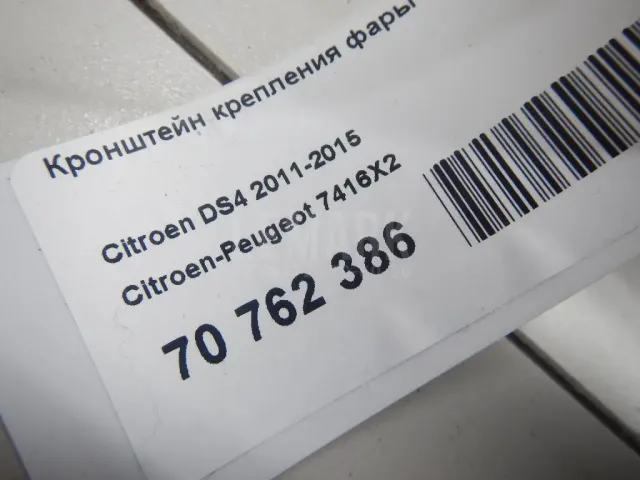 Кронштейн крепления фары
Citroen DS4 2011-2015
Citroen-Peugeot 7416X2
70 762 386